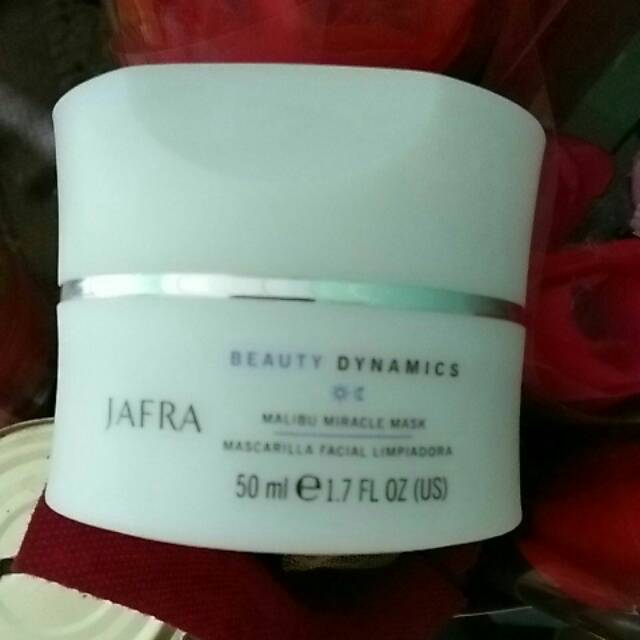 BEAUTY DYNAMICS
JAFRA
MALIBU MIRACLE MASK
MASCARILLA FACIAL LIMPIADORA
50 ml ℮ 1.7 FL OZ (US)